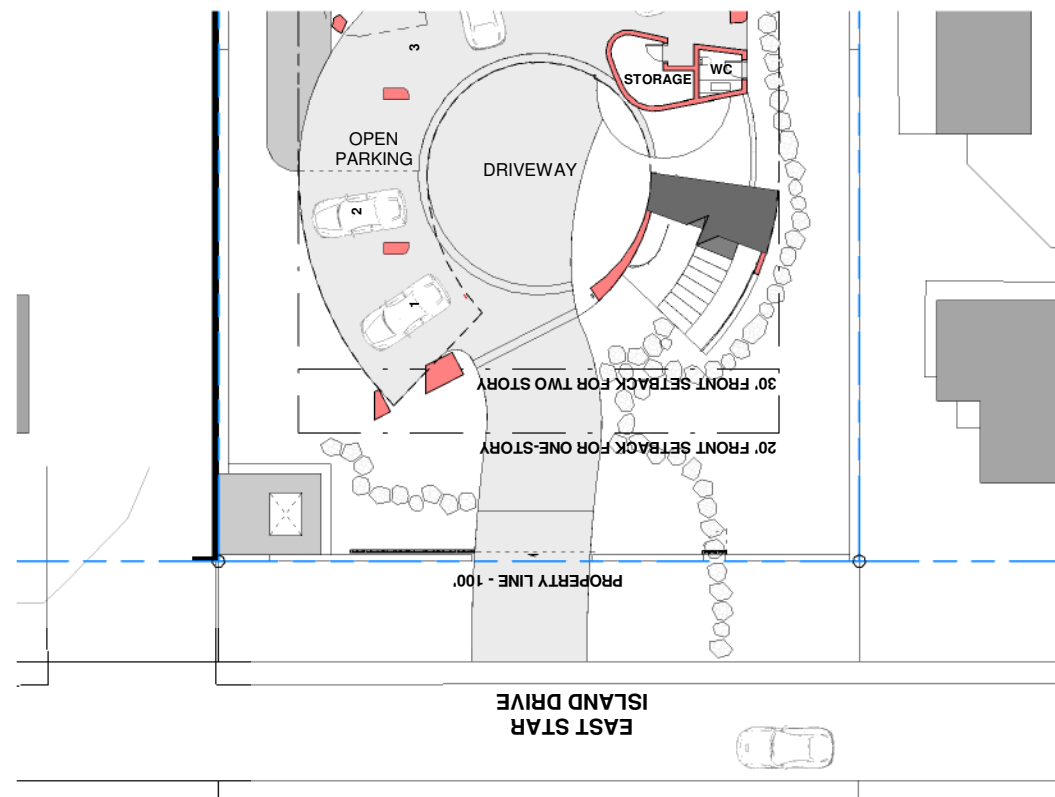 3
STORAGE
WC
OPEN
PARKING
DRIVEWAY
2
1
30' FRONT SETBACK FOR TWO STORY
20' FRONT SETBACK FOR ONE-STORY
PROPERTY LINE - 100'
EAST STAR
ISLAND DRIVE